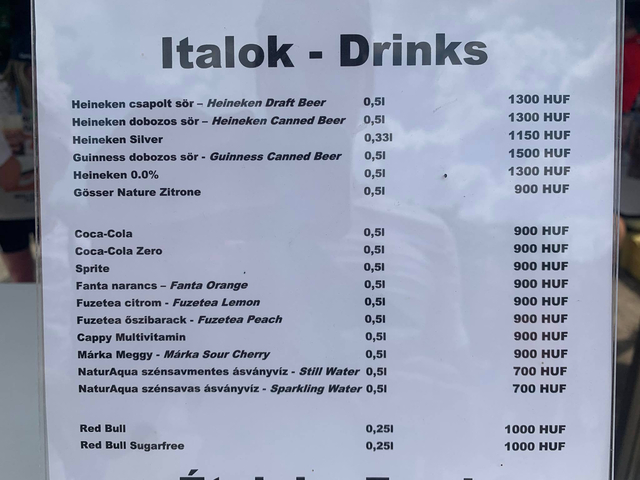 Italok - Drinks
Heineken csapolt sör – Heineken Draft Beer 0,5l 1300 HUF
Heineken dobozos sör – Heineken Canned Beer 0,5l 1300 HUF
Heineken Silver 0,33l 1150 HUF
Guinness dobozos sör - Guinness Canned Beer 0,5l 1500 HUF
Heineken 0.0% 0,5l 1300 HUF
Gösser Nature Zitrone 0,5l 900 HUF
Coca-Cola 0,5l 900 HUF
Coca-Cola Zero 0,5l 900 HUF
Sprite 0,5l 900 HUF
Fanta narancs – Fanta Orange 0,5l 900 HUF
Fuzetea citrom - Fuzetea Lemon 0,5l 900 HUF
Fuzetea őszibarack - Fuzetea Peach 0,5l 900 HUF
Cappy Multivitamin 0,5l 900 HUF
Márka Meggy - Márka Sour Cherry 0,5l 900 HUF
NaturAqua szénsavmentes ásványvíz - Still Water 0,5l 700 HUF
NaturAqua szénsavas ásványvíz - Sparkling Water 0,5l 700 HUF
Red Bull 0,25l 1000 HUF
Red Bull Sugarfree 0,25l 1000 HUF